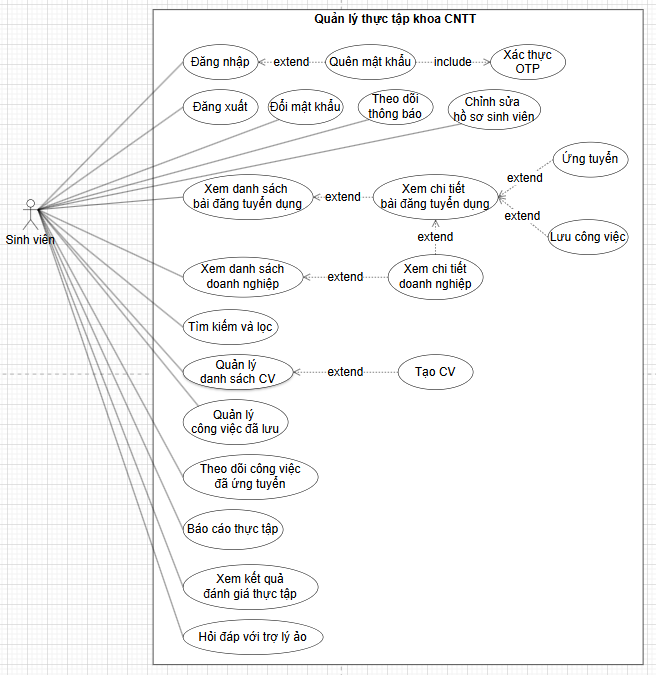 Quản lý thực tập khoa CNTT
Đăng nhập
extend
Quên mật khẩu
include
Xác thực
OTP
Đăng xuất
Đổi mật khẩu
Theo dõi
thông báo
Chỉnh sửa
hồ sơ sinh viên
Ứng tuyển
extend
Xem danh sách
bài đăng tuyển dụng
extend
Xem chi tiết
bài đăng tuyển dụng
extend
Lưu công việc
Sinh viên
extend
Xem danh sách
doanh nghiệp
extend
Xem chi tiết
doanh nghiệp
Tìm kiếm và lọc
Quản lý
danh sách CV
extend
Tạo CV
Quản lý
công việc đã lưu
Theo dõi công việc
đã ứng tuyển
Báo cáo thực tập
Xem kết quả
đánh giá thực tập
Hỏi đáp với trợ lý ảo